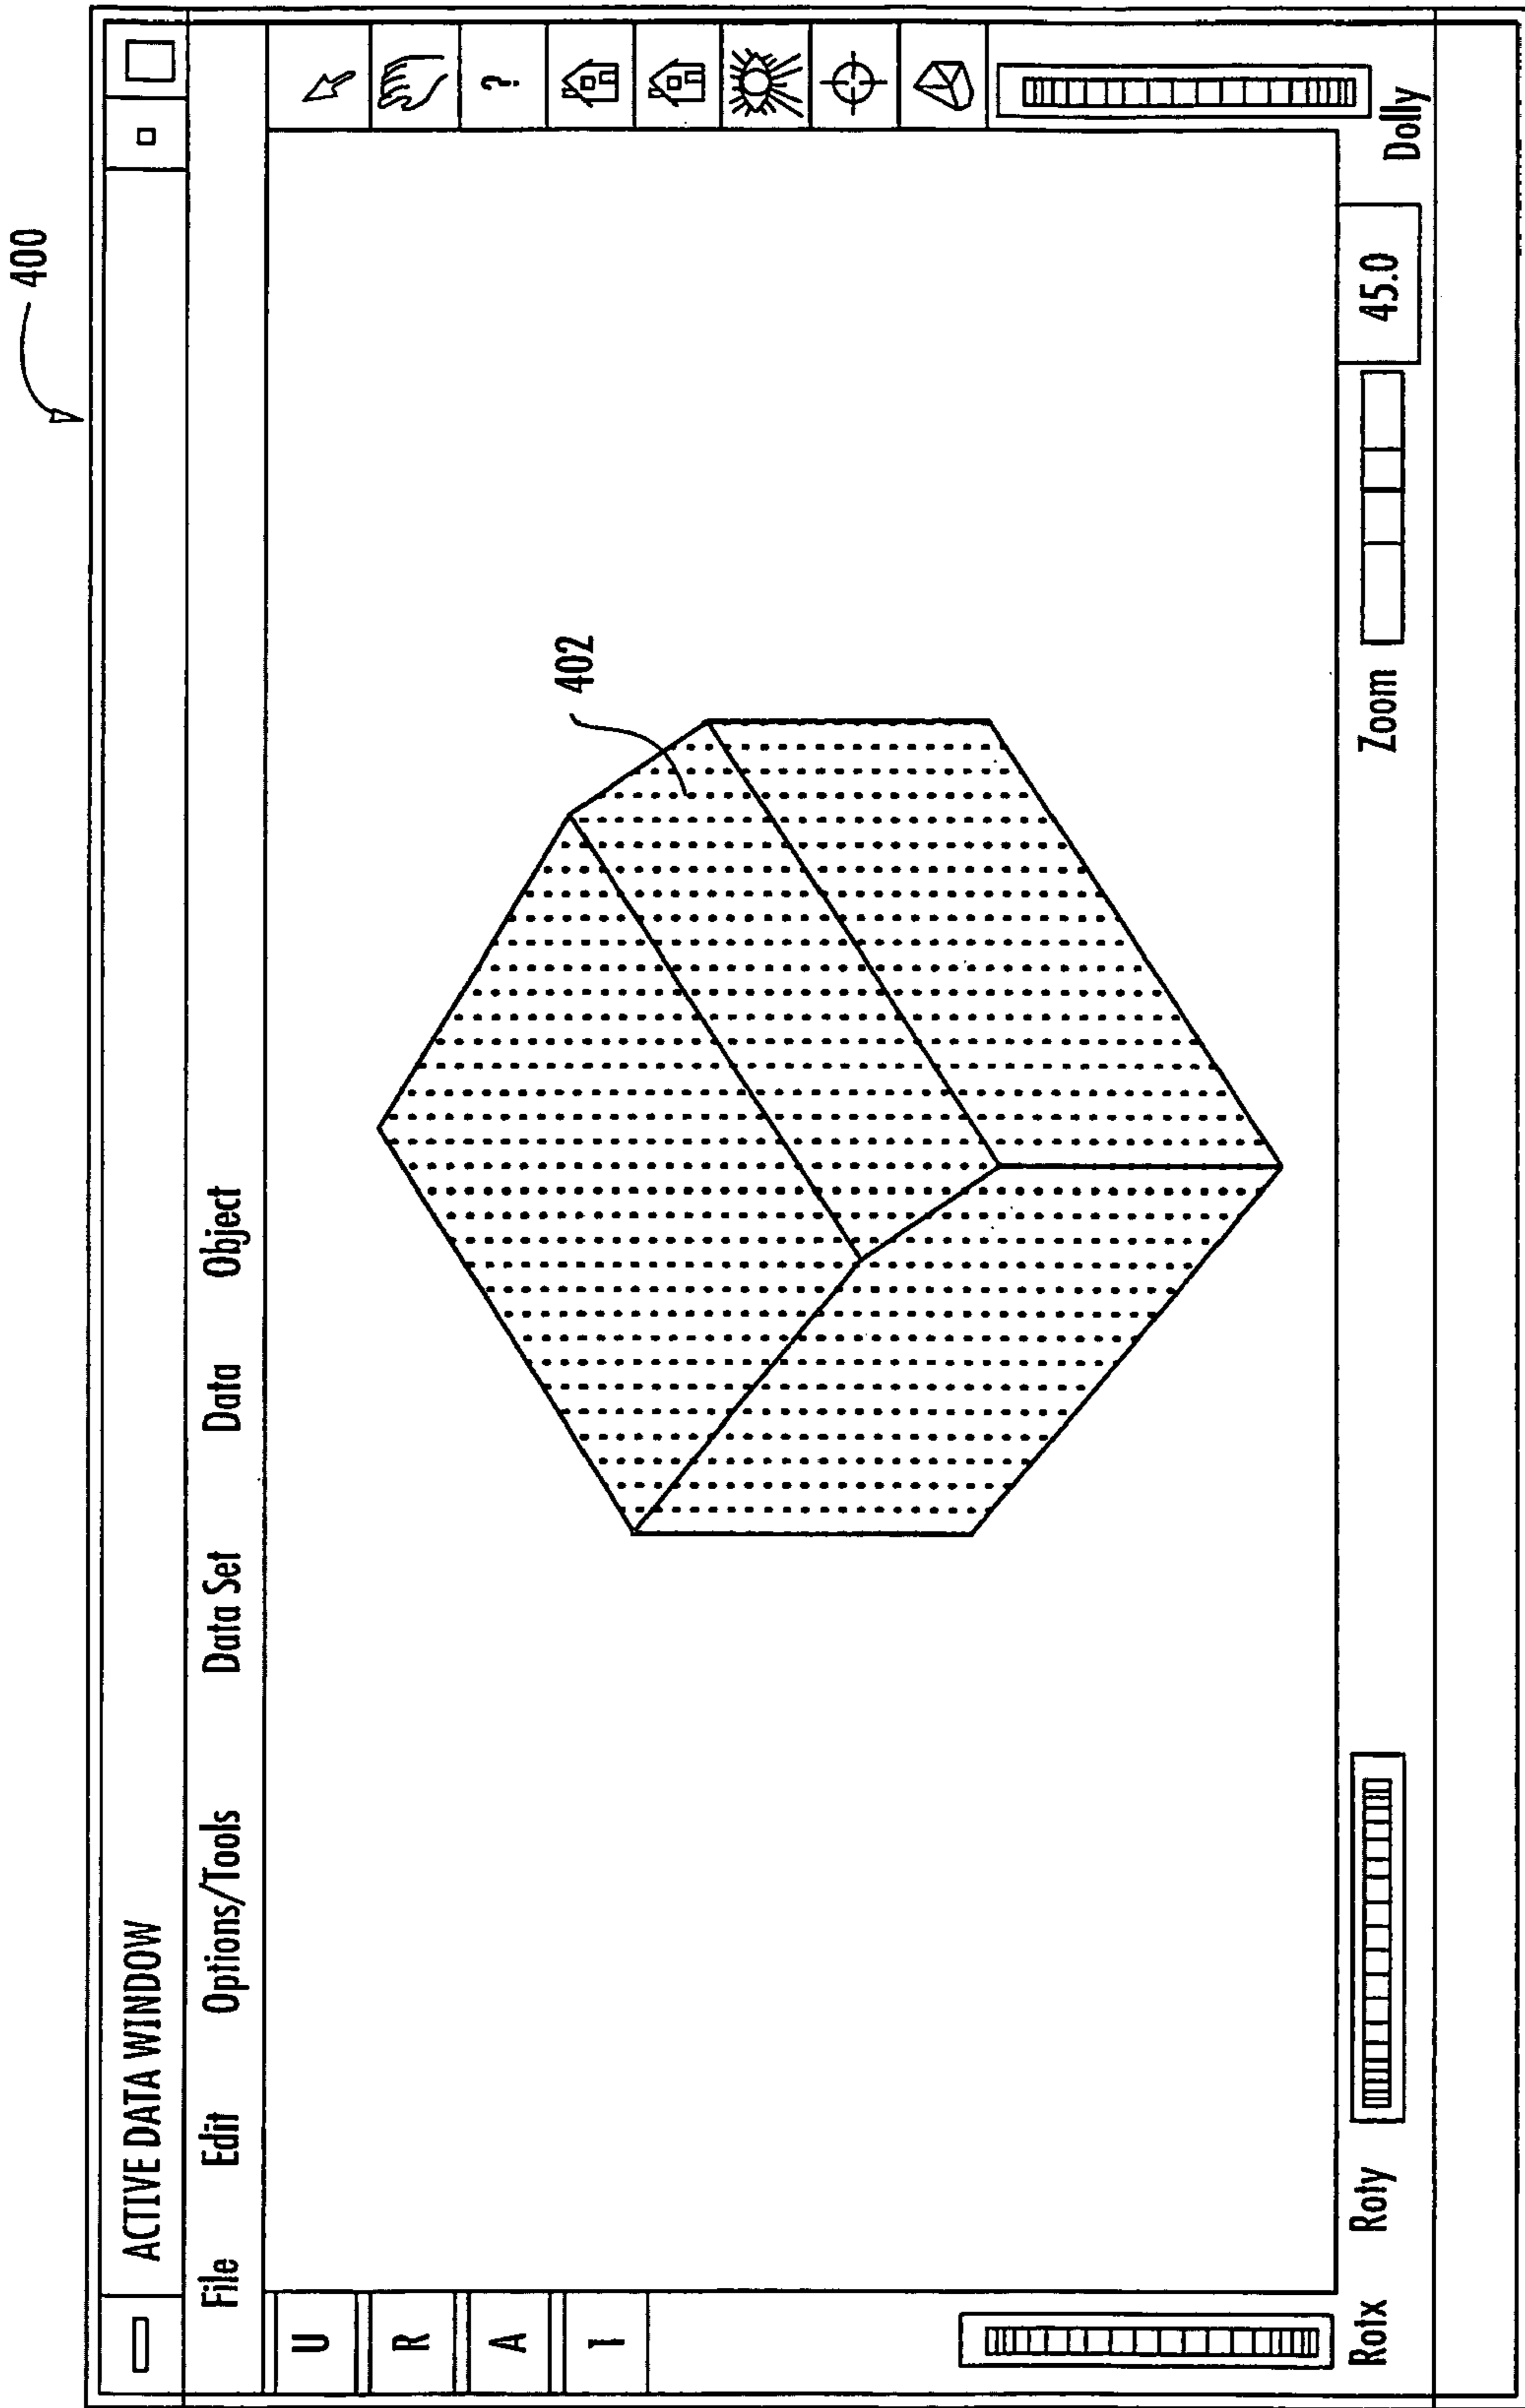 400
ACTIVE DATA WINDOW
File Edit Options/Tools Data Set Data Object
U
R
A
1
?
402
Rotx Roty Zoom 45.0 Dolly